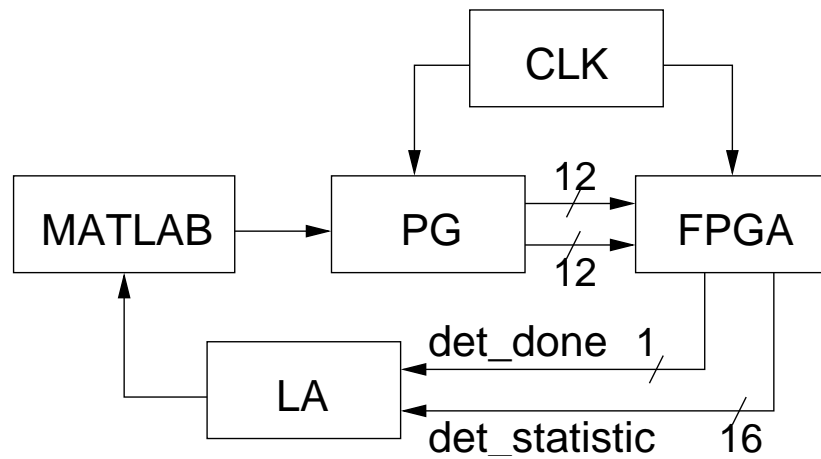 CLK
12
MATLAB
PG
FPGA
12
det_done 1
LA
det_statistic 16